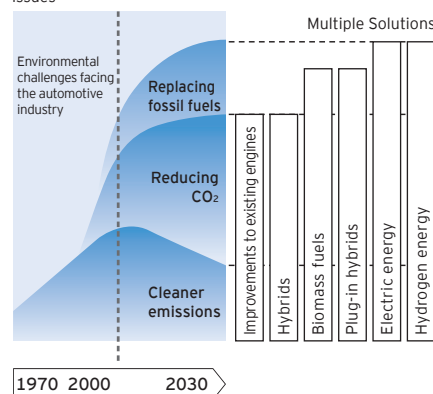 issues
Multiple Solutions
Environmental
challenges facing
the automotive
industry
Replacing
fossil fuels
Reducing
CO₂
Cleaner
emissions
Improvements to existing engines
Hybrids
Biomass fuels
Plug-in hybrids
Electric energy
Hydrogen energy
1970 2000 2030